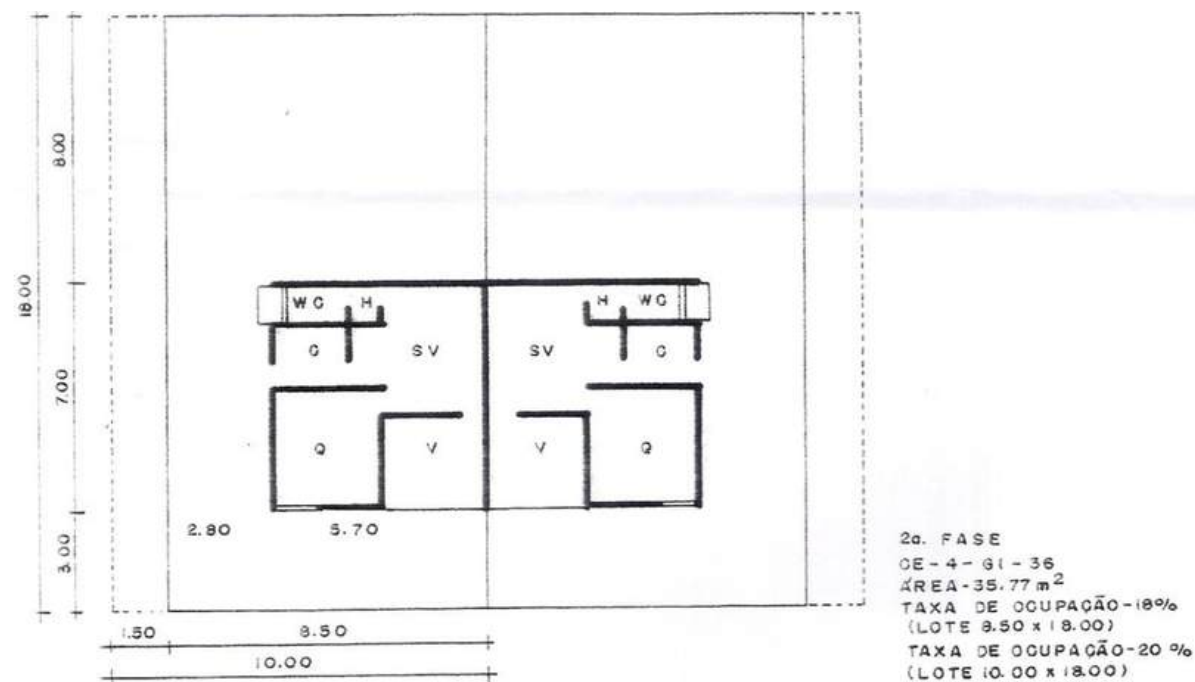 8.00
18.00
WC H H WC
C SV SV C
7.00
Q V V Q
2.80 5.70
3.00
2a. FASE
CE-4-GI-36
ÁREA-35.77 m²
TAXA DE OCUPAÇÃO-18%
(LOTE 8.50 x 18.00)
TAXA DE OCUPAÇÃO-20 %
(LOTE 10.00 x 18.00)
1.50 8.50
10.00